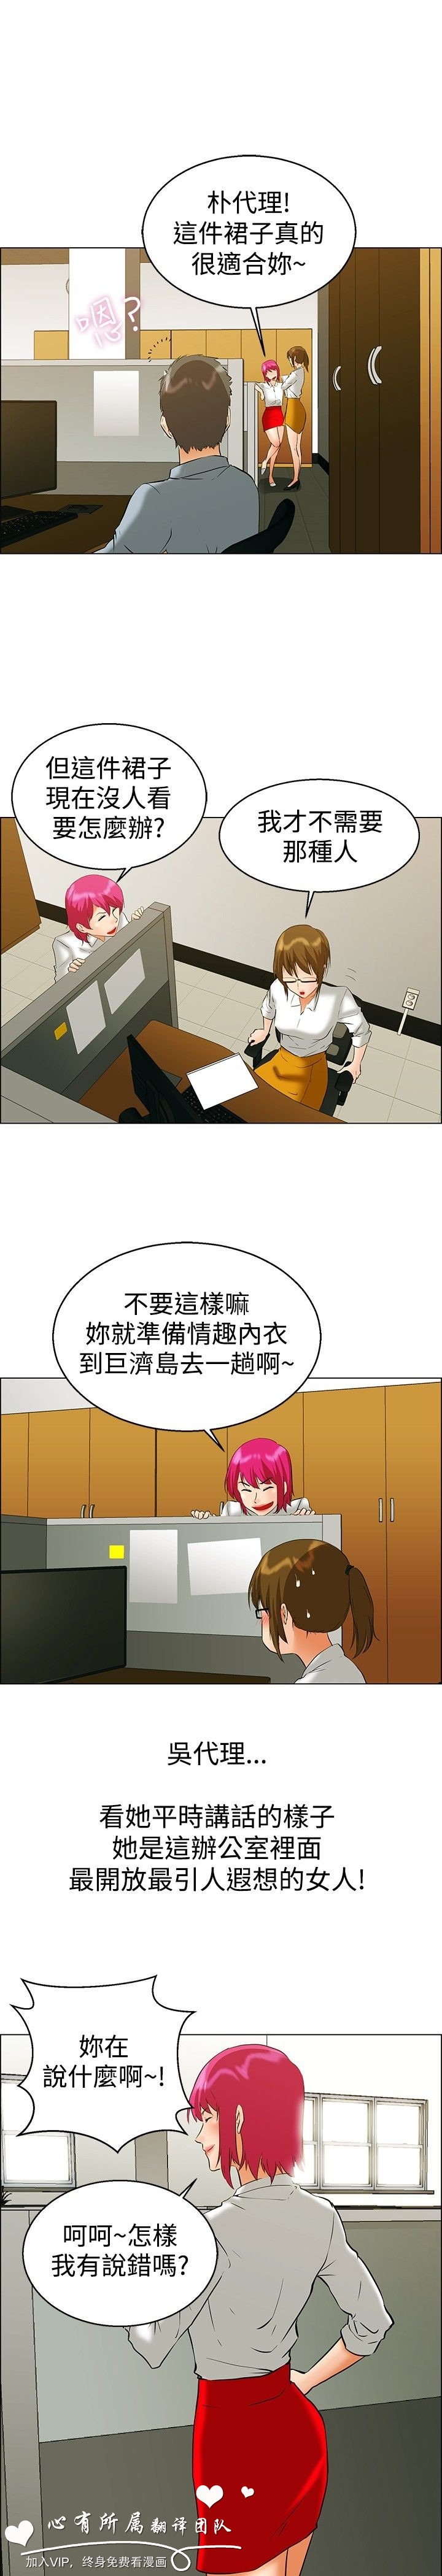 朴代理!
這件裙子真的
很適合妳~
嗯?
但這件裙子
現在沒人看
要怎麼辦?
我才不需要
那種人
不要這樣嘛
妳就準備情趣內衣
到巨濟島去一趟啊~
吳代理...
看她平時講話的樣子
她是這辦公室裡面
最開放最引人遐想的女人!
妳在
說什麼啊~!
呵呵~怎樣
我有說錯嗎?
心有所属翻译团队
加入VIP，终身免费看漫画